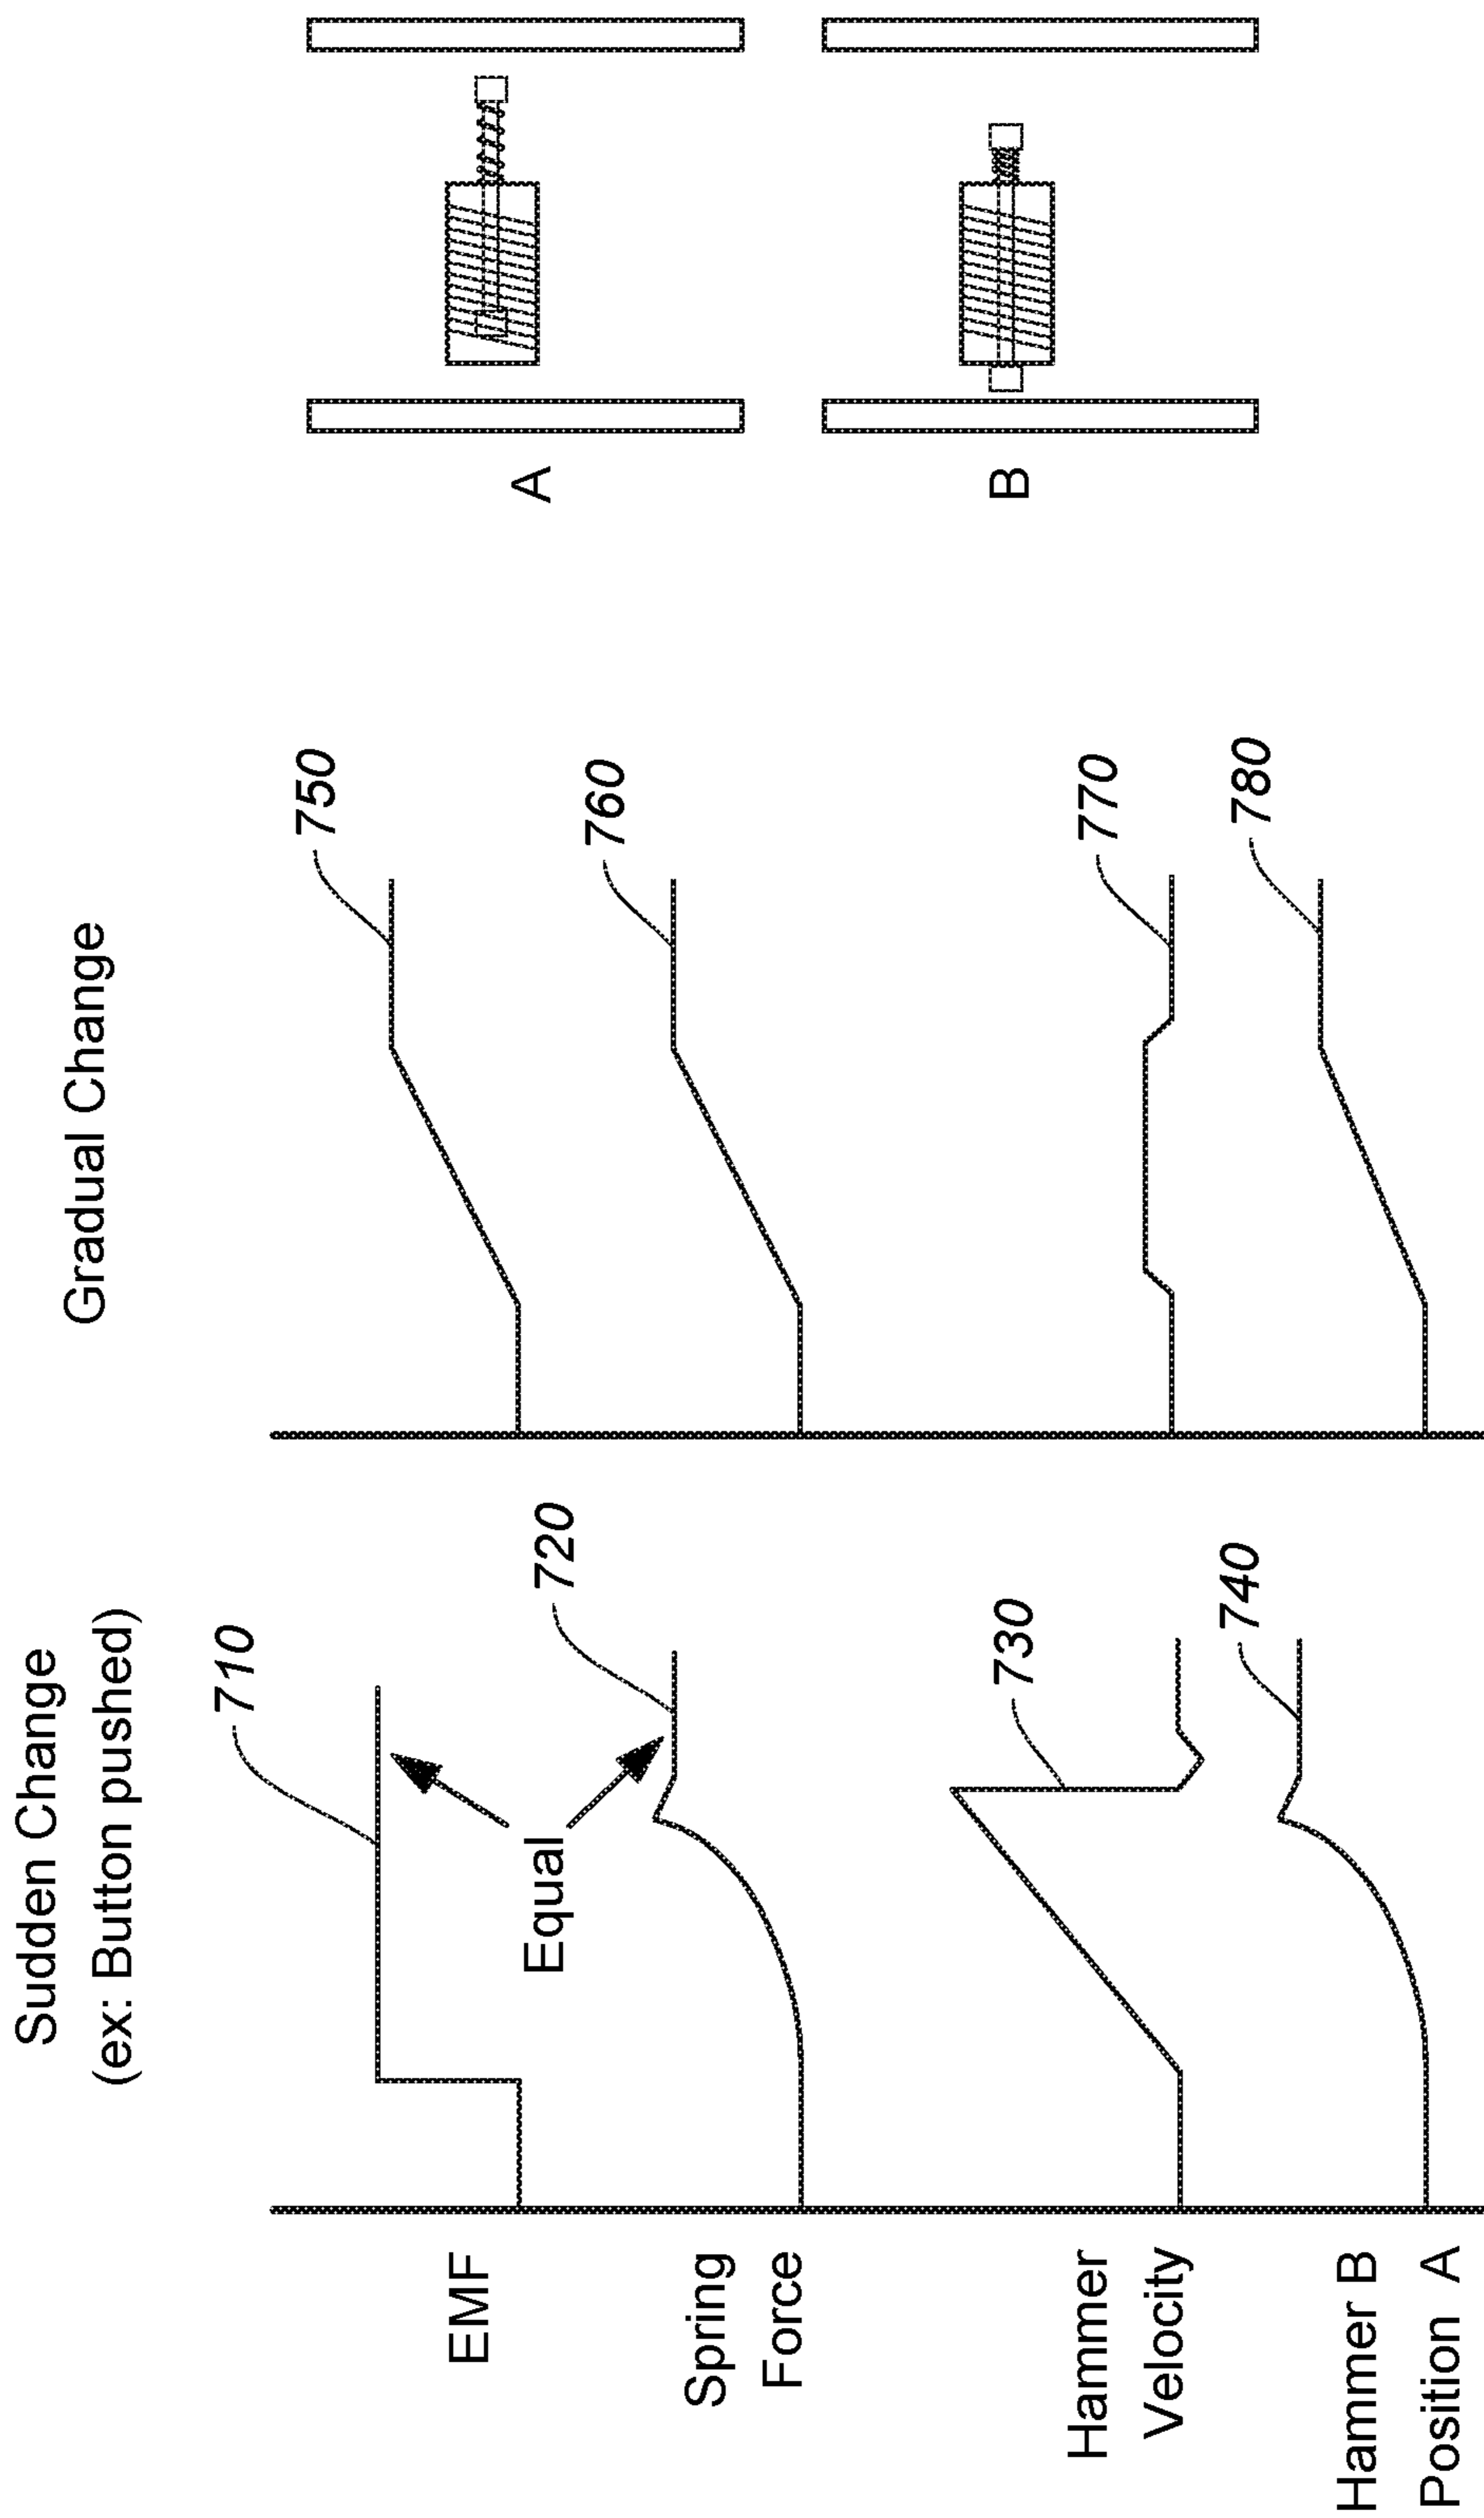 Sudden Change
(ex: Button pushed)
Gradual Change
710
750
EMF
Equal
720
760
Spring
Force
730
770
Hammer
Velocity
740
780
Hammer B
Position A
A
B